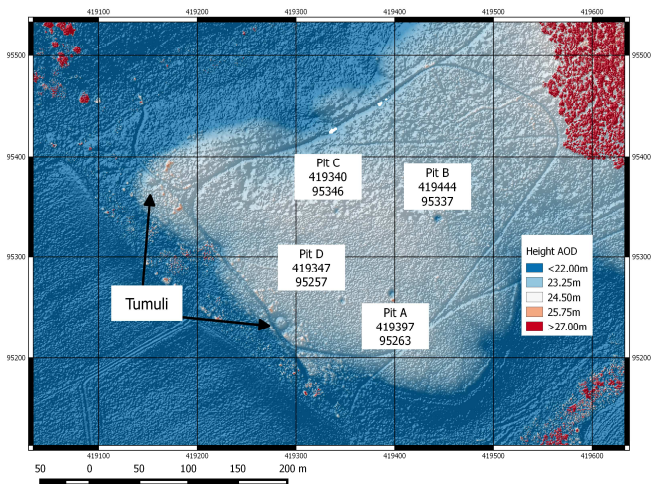 419100 419200 419300 419400 419500 419600
95500
95400
95300
95200
95500
95400
95300
95200
Pit C
419340
95346
Pit B
419444
95337
Pit D
419347
95257
Pit A
419397
95263
Tumuli
Height AOD
<22.00m
23.25m
24.50m
25.75m
>27.00m
419100 419200 419300 419400 419500 419600
50 0 50 100 150 200 m